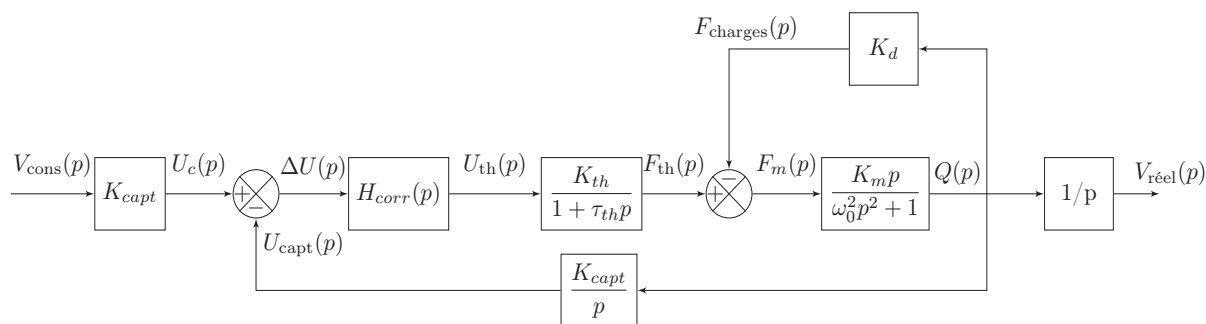 F_charges(p)
K_d
V_cons(p)
K_capt
U_c(p)
+
−
ΔU(p)
H_corr(p)
U_th(p)
K_th
1 + τ_th p
F_th(p)
+
−
F_m(p)
K_m p
ω_0^2 p^2 + 1
Q(p)
1/p
V_réel(p)
U_capt(p)
K_capt
p